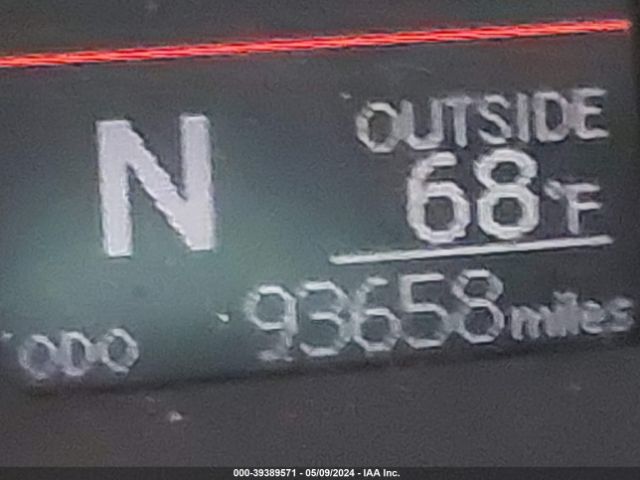 N
OUTSIDE
68°F
ODO 93658 miles
000-39389571 - 05/09/2024 - IAA Inc.